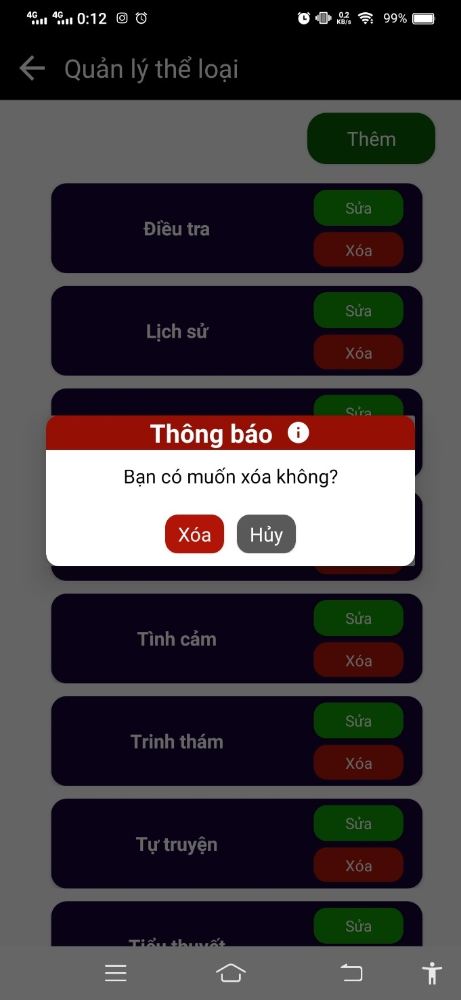 4G 4G 0:12 0,2 KB/s 99%
Quản lý thể loại
Thêm
Điều tra
Sửa
Xóa
Lịch sử
Sửa
Xóa
Sửa
Thông báo
Bạn có muốn xóa không?
Xóa Hủy
Tình cảm
Sửa
Xóa
Trinh thám
Sửa
Xóa
Tự truyện
Sửa
Xóa
Tiểu thuyết
Sửa